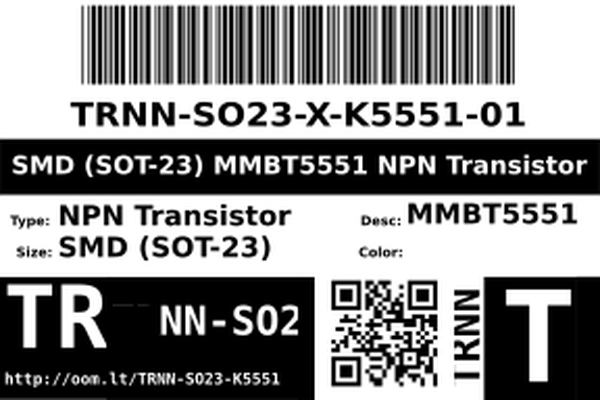 TRNN-SO23-X-K5551-01
SMD (SOT-23) MMBT5551 NPN Transistor
Type: NPN Transistor
Desc: MMBT5551
Size: SMD (SOT-23)
Color:
TR
NN-SO2
http://oom.lt/TRNN-SO23-K5551
TRNN
T